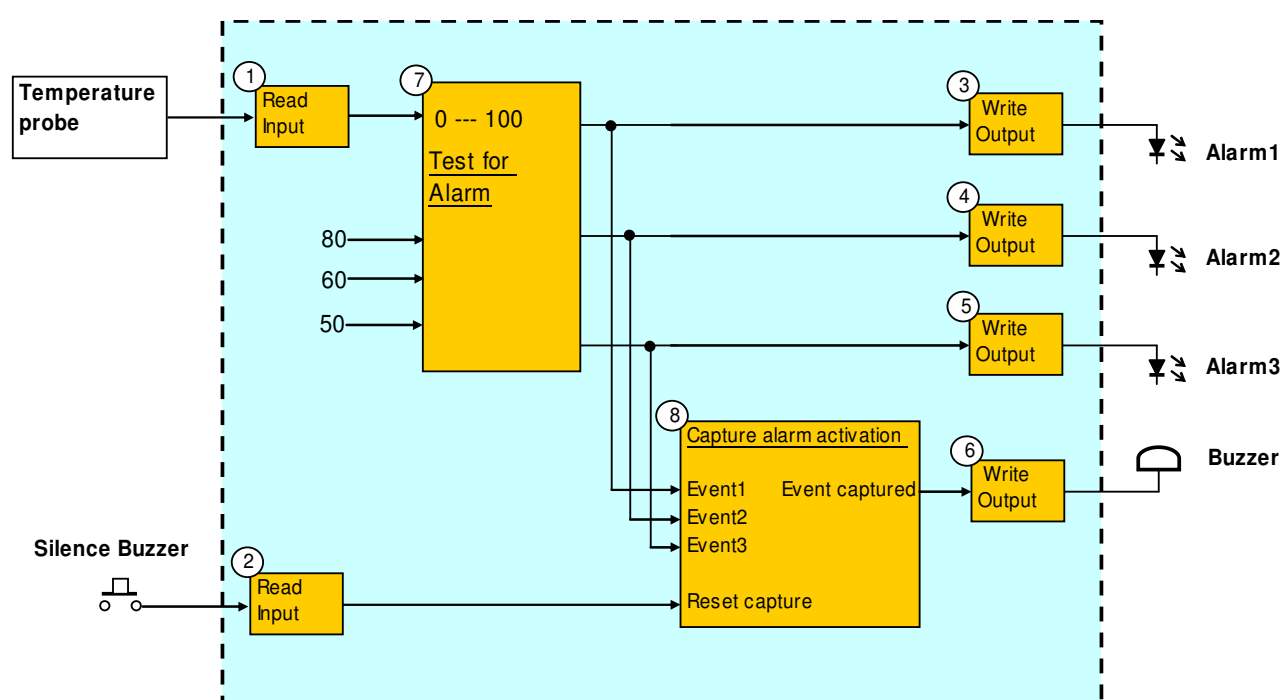 Temperature
probe
1
Read
Input
7
0 --- 100
Test for
Alarm
80
60
50
3
Write
Output
Alarm1
4
Write
Output
Alarm2
5
Write
Output
Alarm3
8
Capture alarm activation
Event1 Event captured
Event2
Event3
Reset capture
6
Write
Output
Buzzer
Silence Buzzer
2
Read
Input